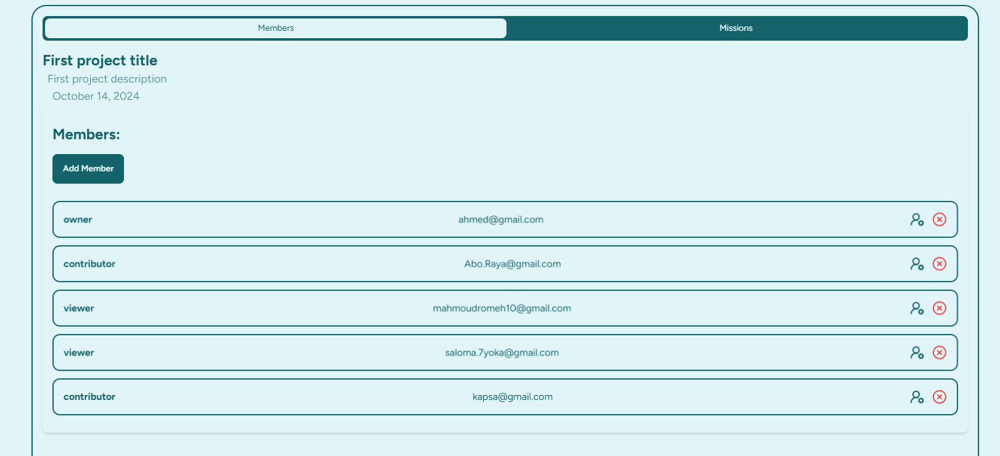 Members Missions
First project title
First project description
October 14, 2024
Members:
Add Member
owner ahmed@gmail.com
contributor Abo.Raya@gmail.com
viewer mahmoudromeh10@gmail.com
viewer saloma.7yoka@gmail.com
contributor kapsa@gmail.com